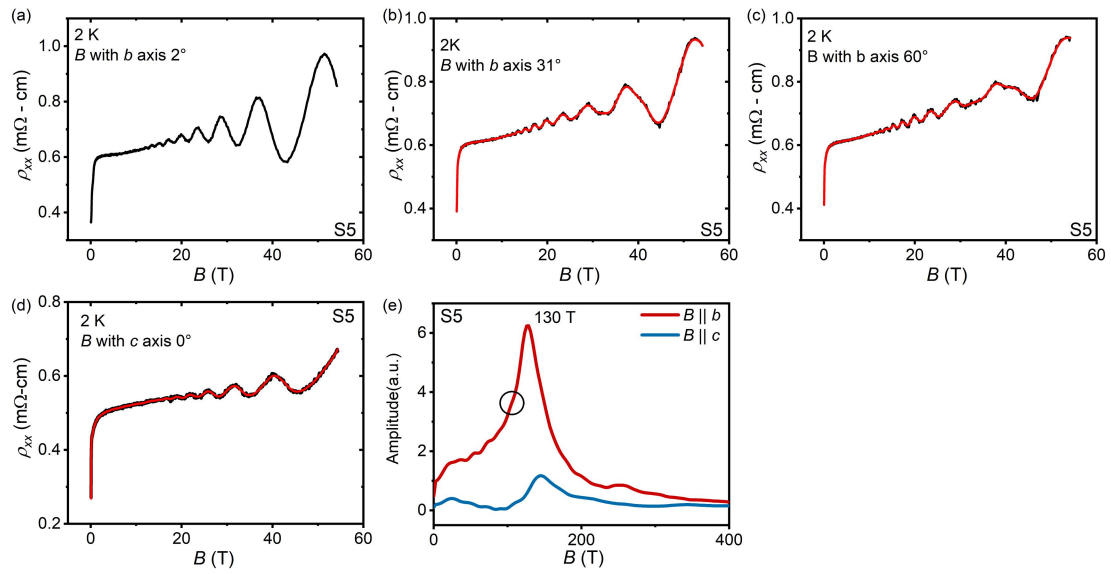 (a)
2 K
B with b axis 2°
S5
1.0
0.8
0.6
0.4
0 20 40 60
ρxx (mΩ - cm)
B (T)
(b)
2K
B with b axis 31°
S5
1.0
0.8
0.6
0.4
0 20 40 60
ρxx (mΩ - cm)
B (T)
(c)
2 K
B with b axis 60°
S5
1.0
0.8
0.6
0.4
0 20 40 60
ρxx (mΩ - cm)
B (T)
(d)
2 K
B with c axis 0°
S5
0.8
0.6
0.4
0.2
0 20 40 60
ρxx (mΩ-cm)
B (T)
(e)
S5
130 T
B || b
B || c
6
4
2
0
0 200 400
Amplitude(a.u.)
B (T)